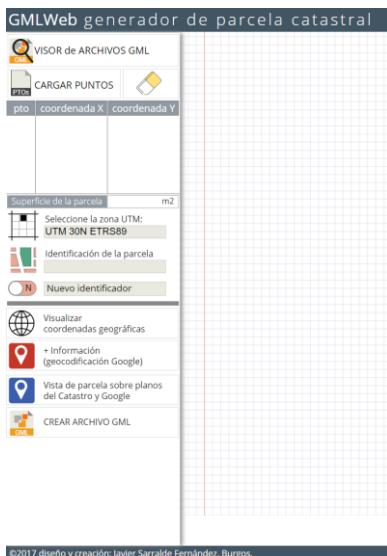 GMLWeb generador de parcela catastral
VISOR de ARCHIVOS GML
GML
CARGAR PUNTOS
PTOs
pto coordenada X coordenada Y
Superficie de la parcela m2
Seleccione la zona UTM:
UTM 30N ETRS89
Identificación de la parcela
N Nuevo identificador
Visualizar
coordenadas geográficas
+ Información
(geocodificación Google)
Vista de parcela sobre planos
del Catastro y Google
CREAR ARCHIVO GML
GML
©2017 diseño y creación: Javier Sarralde Fernández. Burgos.